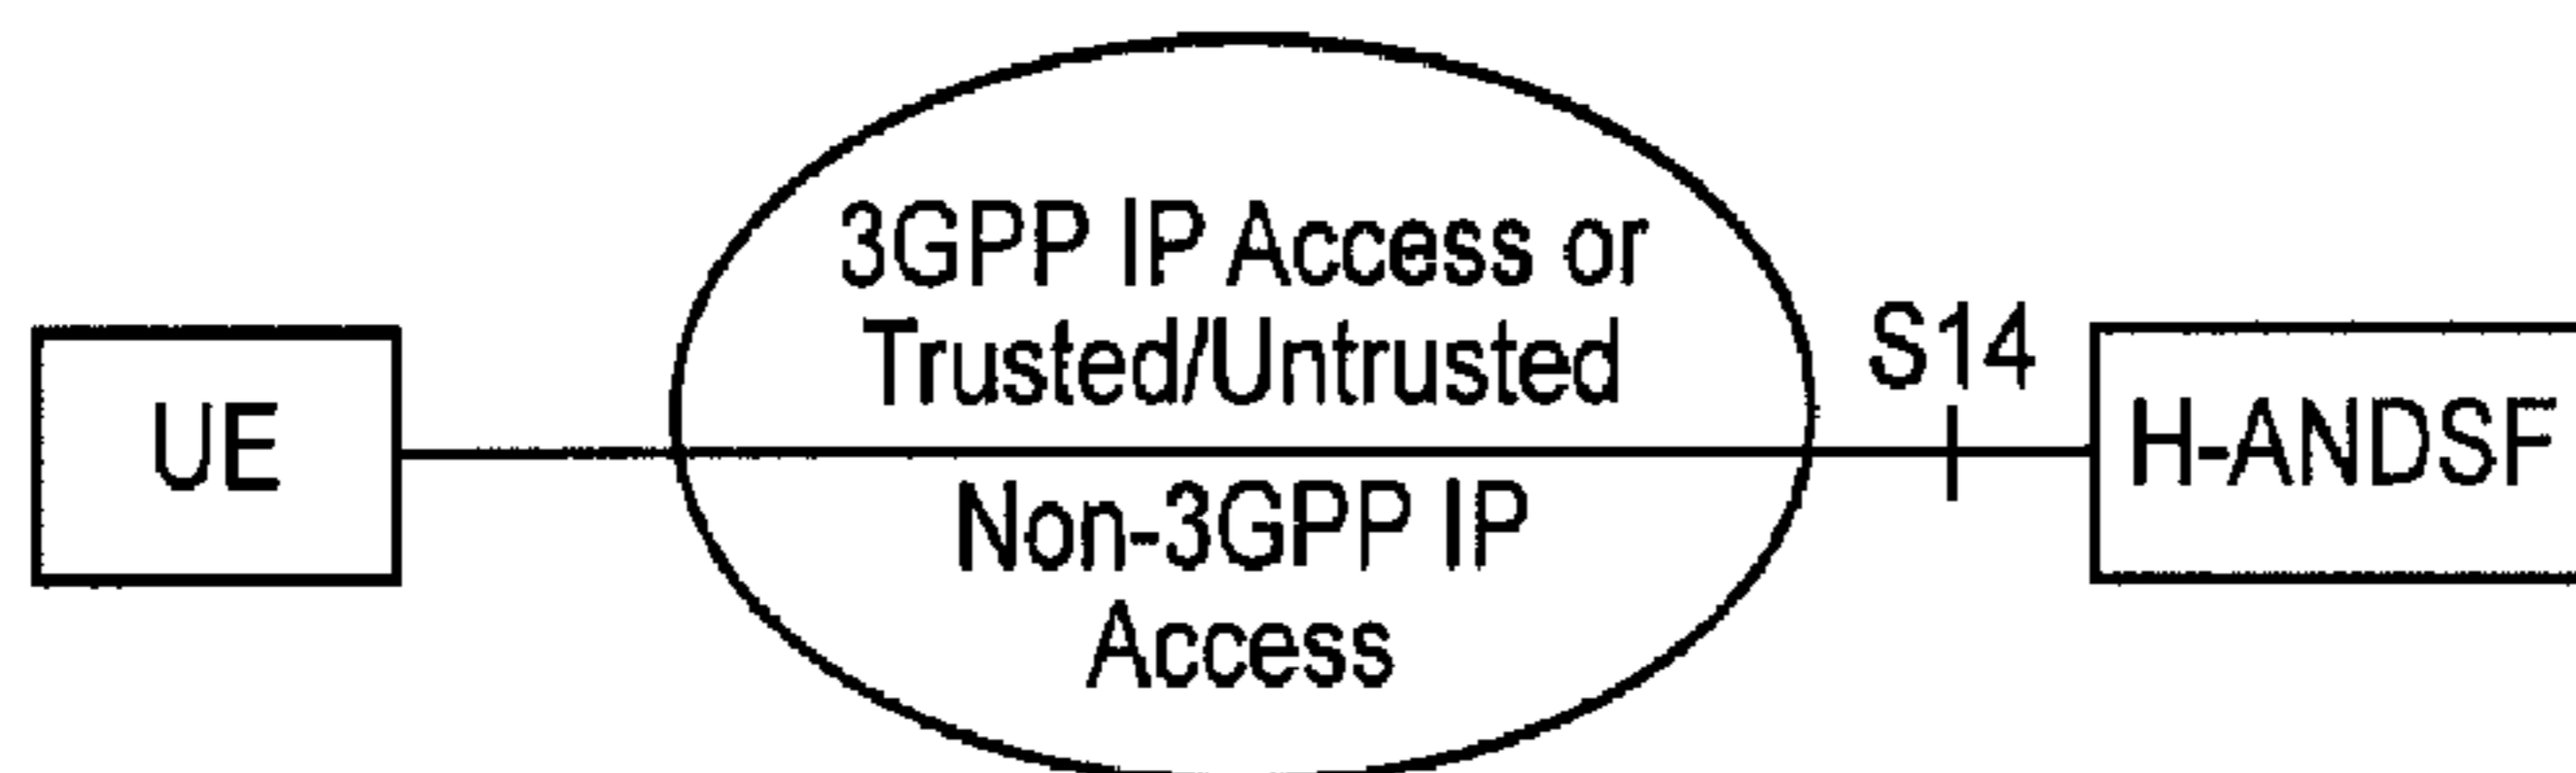 3GPP IP Access or
Trusted/Untrusted
S14
UE
H-ANDSF
Non-3GPP IP
Access